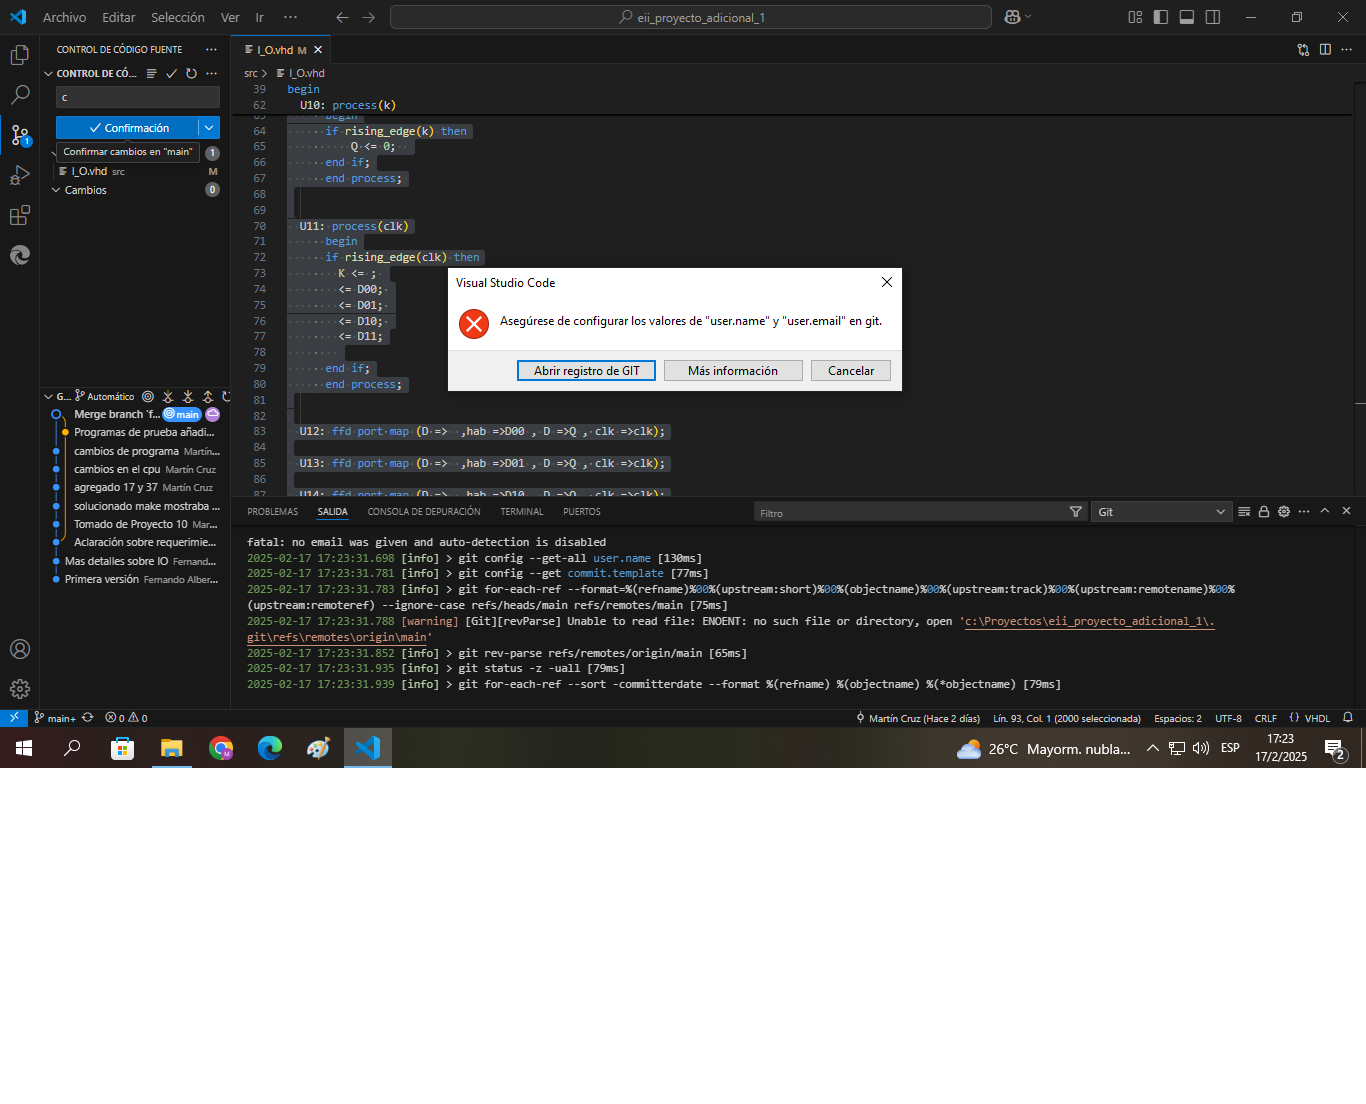 Archivo Editar Selección Ver Ir ··· eii_proyecto_adicional_1
CONTROL DE CÓDIGO FUENTE ···
CONTROL DE CÓ... ···
c
Confirmación
Confirmar cambios en "main"
1
I_O.vhd src M
Cambios 0
1
G... Automático
Merge branch 'f... main
Programas de prueba añadi...
cambios de programa Martín...
cambios en el cpu Martín Cruz
agregado 17 y 37 Martín Cruz
solucionado make mostraba ...
Tomado de Proyecto 10 Mar...
Aclaración sobre requerimie...
Mas detalles sobre IO Fernand...
Primera versión Fernando Alber...
I_O.vhd M
src > I_O.vhd
39 begin
62 U10: process(k)
63 begin
64 if rising_edge(k) then
65 Q <= 0;
66 end if;
67 end process;
68
69
70 U11: process(clk)
71 begin
72 if rising_edge(clk) then
73 K <= ;
74 <= D00;
75 <= D01;
76 <= D10;
77 <= D11;
78
79 end if;
80 end process;
81
82
83 U12: ffd port map (D => ,hab =>D00 , D =>Q , clk =>clk);
84
85 U13: ffd port map (D => ,hab =>D01 , D =>Q , clk =>clk);
86
87 U14: ffd port map (D => ,hab =>D10 , D =>Q , clk =>clk);
Visual Studio Code
Asegúrese de configurar los valores de "user.name" y "user.email" en git.
Abrir registro de GIT Más información Cancelar
PROBLEMAS SALIDA CONSOLA DE DEPURACIÓN TERMINAL PUERTOS Filtro Git ···
fatal: no email was given and auto-detection is disabled
2025-02-17 17:23:31.698 [info] > git config --get-all user.name [130ms]
2025-02-17 17:23:31.781 [info] > git config --get commit.template [77ms]
2025-02-17 17:23:31.783 [info] > git for-each-ref --format=%(refname)%00%(upstream:short)%00%(objectname)%00%(upstream:track)%00%(upstream:remotename)%00%
(upstream:remoteref) --ignore-case refs/heads/main refs/remotes/main [75ms]
2025-02-17 17:23:31.788 [warning] [Git][revParse] Unable to read file: ENOENT: no such file or directory, open 'c:\Proyectos\eii_proyecto_adicional_1\.
git\refs\remotes\origin\main'
2025-02-17 17:23:31.852 [info] > git rev-parse refs/remotes/origin/main [65ms]
2025-02-17 17:23:31.935 [info] > git status -z -uall [79ms]
2025-02-17 17:23:31.939 [info] > git for-each-ref --sort -committerdate --format %(refname) %(objectname) %(*objectname) [79ms]
main+ 0 0 Martín Cruz (Hace 2 días) Lín. 93, Col. 1 (2000 seleccionada) Espacios: 2 UTF-8 CRLF {} VHDL
26°C Mayorm. nubla... ESP 17:23
17/2/2025
2